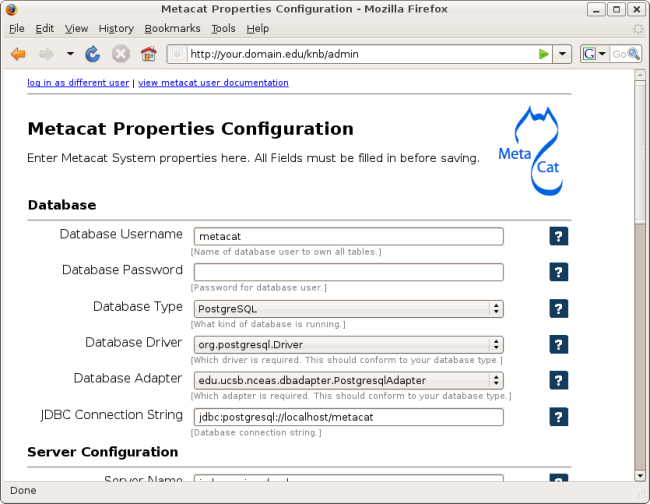 Metacat Properties Configuration - Mozilla Firefox
File Edit View History Bookmarks Tools Help
http://your.domain.edu/knb/admin
G Go
log in as different user | view metacat user documentation
Metacat Properties Configuration
Enter Metacat System properties here. All Fields must be filled in before saving.
Meta
Cat
Database
Database Username metacat ?
[Name of database user to own all tables.]
Database Password ?
[Password for database user.]
Database Type PostgreSQL ?
[What kind of database is running.]
Database Driver org.postgresql.Driver ?
[Which driver is required. This should conform to your database type.]
Database Adapter edu.ucsb.nceas.dbadapter.PostgresqlAdapter ?
[Which adapter is required. This should conform to your database type.]
JDBC Connection String jdbc:postgresql://localhost/metacat ?
[Database connection string.]
Server Configuration
Server Name
Done